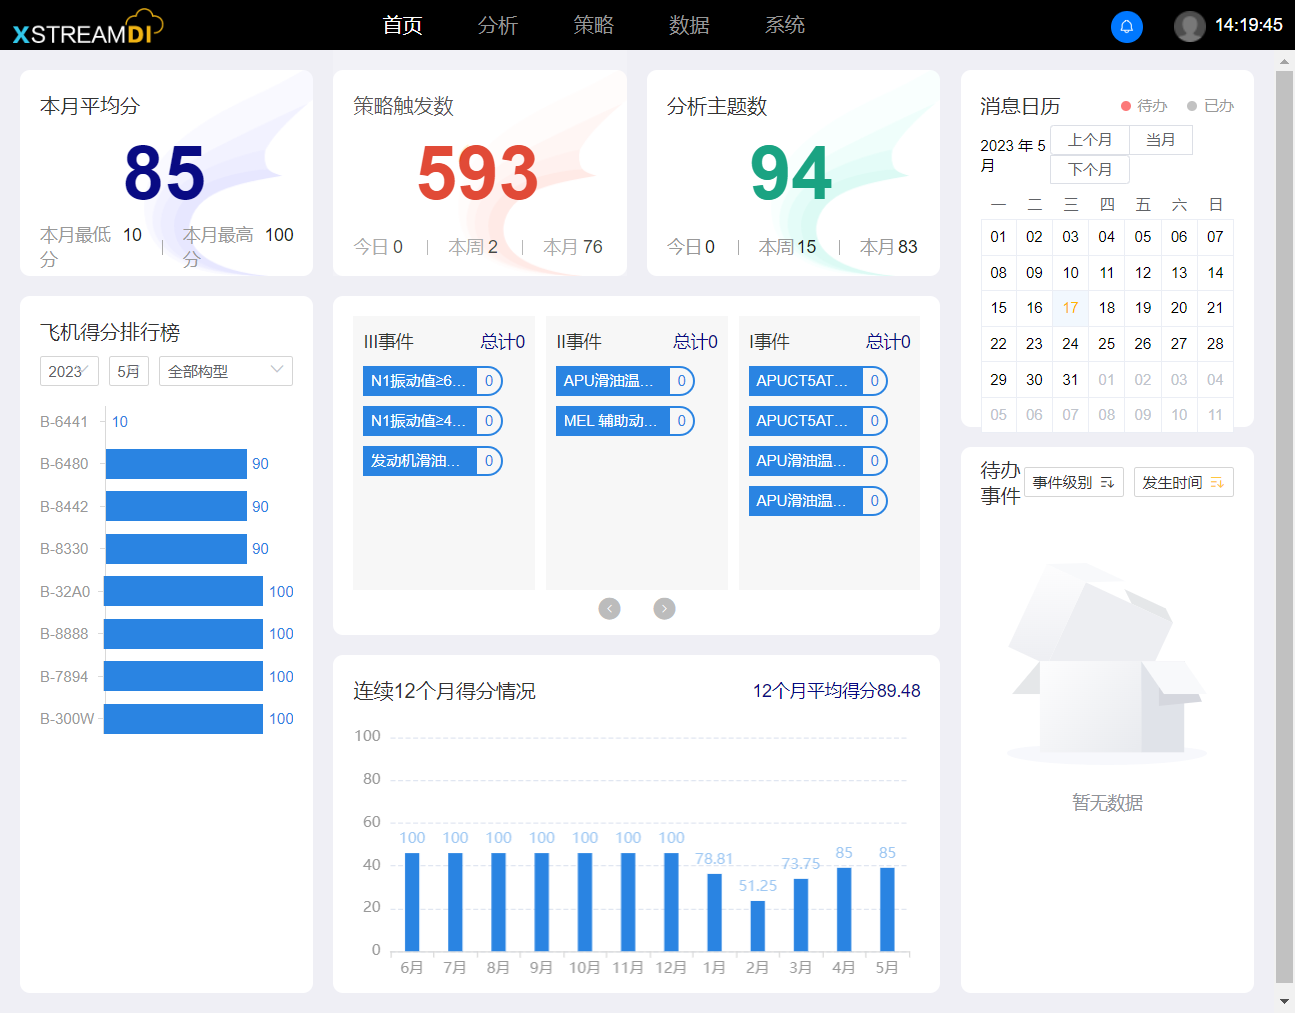 XSTREAMDI 首页 分析 策略 数据 系统 14:19:45
本月平均分
85
本月最低分 10 本月最高分 100
策略触发数
593
今日 0 本周 2 本月 76
分析主题数
94
今日 0 本周 15 本月 83
消息日历 待办 已办
2023 年 5月 上个月 当月
下个月
一 二 三 四 五 六 日
01 02 03 04 05 06 07
08 09 10 11 12 13 14
15 16 17 18 19 20 21
22 23 24 25 26 27 28
29 30 31 01 02 03 04
05 06 07 08 09 10 11
飞机得分排行榜
2023 5月 全部构型
B-6441 10
B-6480 90
B-8442 90
B-8330 90
B-32A0 100
B-8888 100
B-7894 100
B-300W 100
III事件 总计0
N1振动值≥6... 0
N1振动值≥4... 0
发动机滑油... 0
II事件 总计0
APU滑油温... 0
MEL 辅助动... 0
I事件 总计0
APUCT5AT... 0
APUCT5AT... 0
APU滑油温... 0
APU滑油温... 0
连续12个月得分情况 12个月平均得分89.48
100
80
60
40
20
0
100 100 100 100 100 100 100 78.81 51.25 73.75 85 85
6月 7月 8月 9月 10月 11月 12月 1月 2月 3月 4月 5月
待办事件 事件级别 发生时间
暂无数据